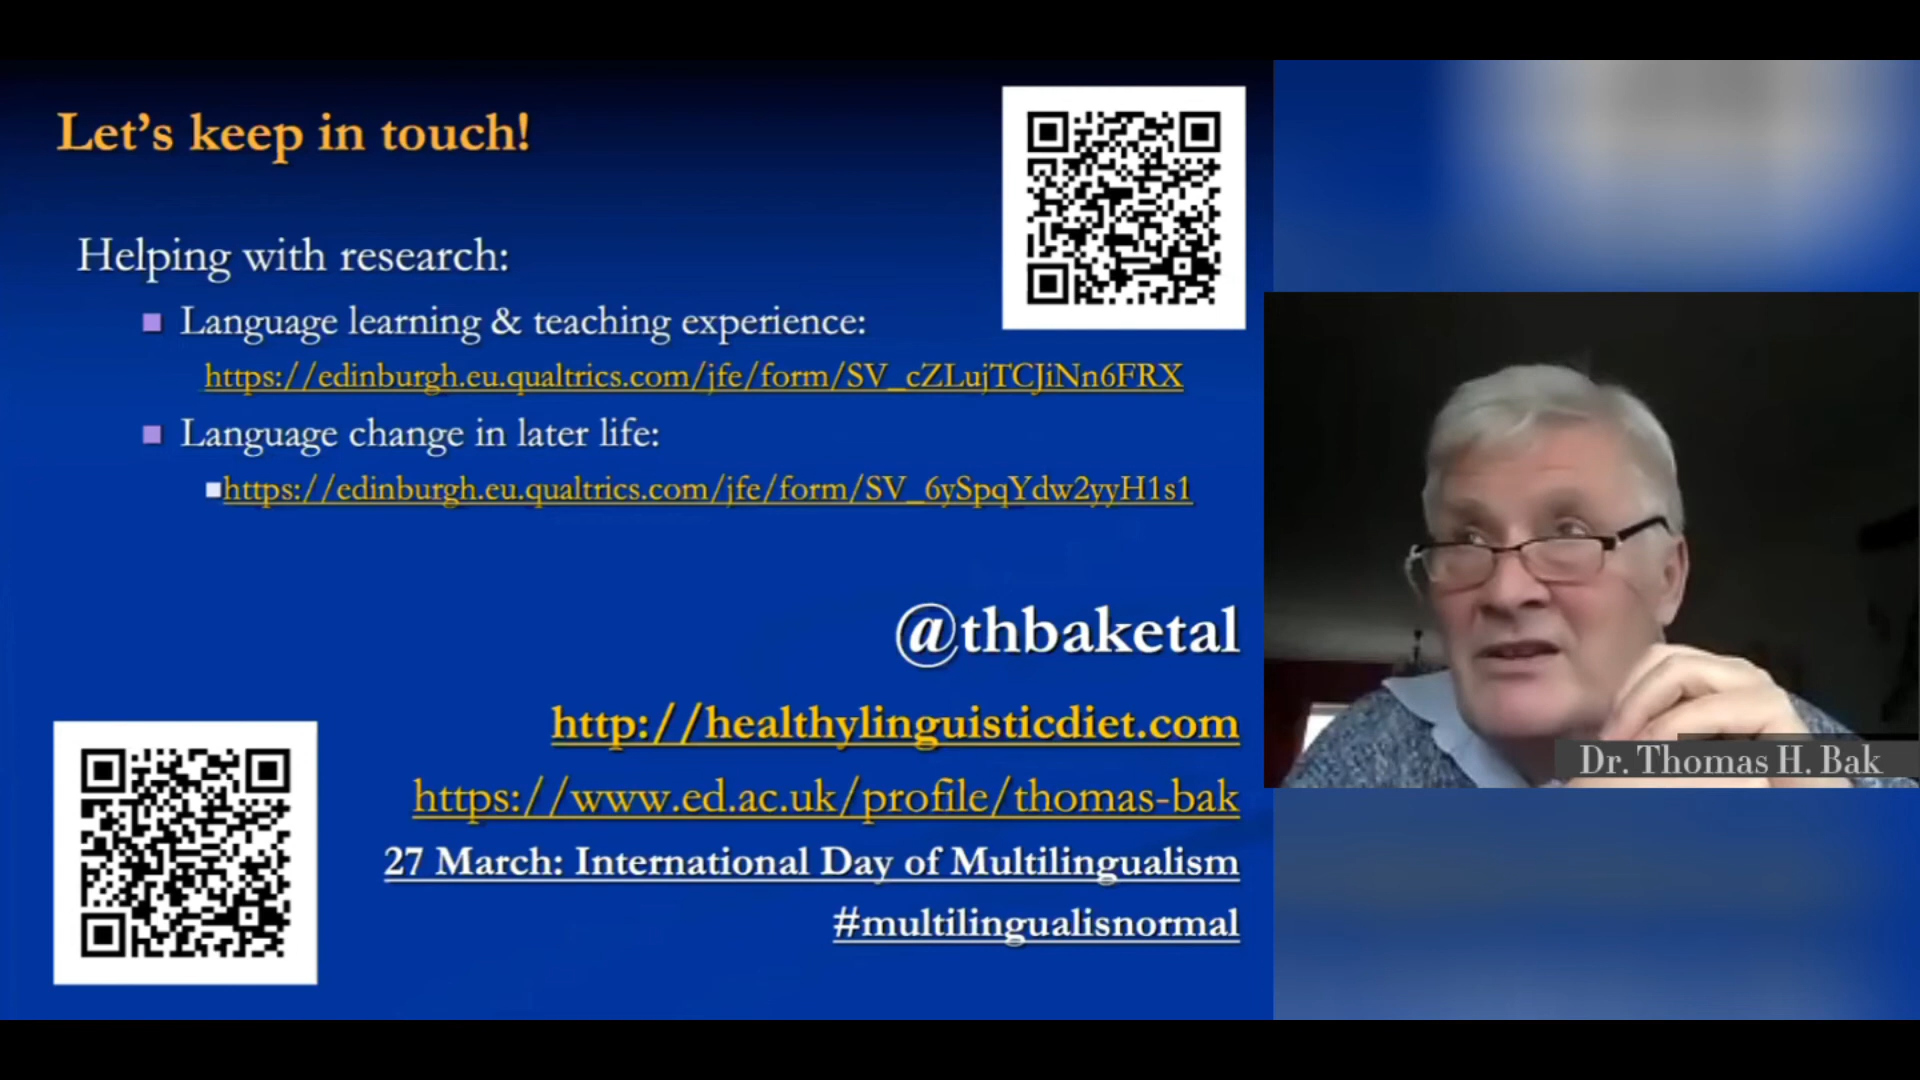 Let's keep in touch!
Helping with research:
Language learning & teaching experience:
https://edinburgh.eu.qualtrics.com/jfe/form/SV_cZLujTCJiNn6FRX
Language change in later life:
https://edinburgh.eu.qualtrics.com/jfe/form/SV_6ySpqYdw2yyH1s1
@thbaketal
http://healthylinguisticdiet.com
https://www.ed.ac.uk/profile/thomas-bak
27 March: International Day of Multilingualism
#multilingualisnormal
Dr. Thomas H. Bak